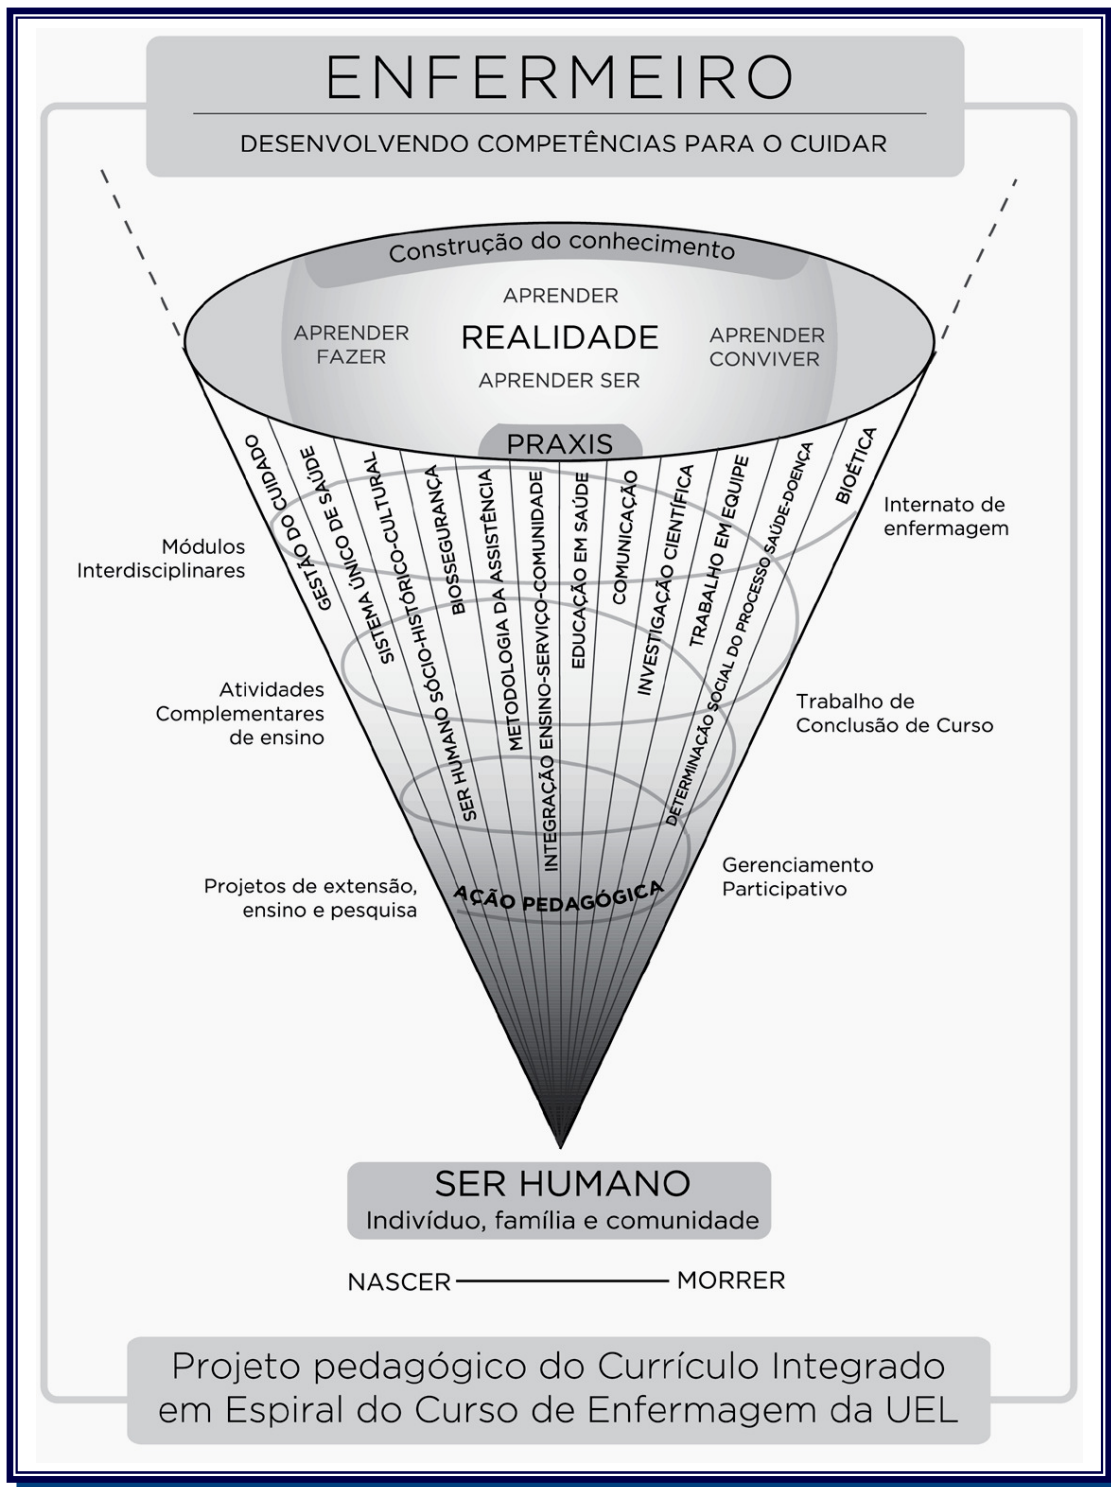 ENFERMEIRO
DESENVOLVENDO COMPETÊNCIAS PARA O CUIDAR
Construção do conhecimento
APRENDER
APRENDER
FAZER
REALIDADE
APRENDER
CONVIVER
APRENDER SER
PRAXIS
GESTÃO DO CUIDADO
SISTEMA ÚNICO DE SAÚDE
SER HUMANO SÓCIO-HISTÓRICO-CULTURAL
BIOSSEGURANÇA
METODOLOGIA DA ASSISTÊNCIA
INTEGRAÇÃO ENSINO-SERVIÇO-COMUNIDADE
EDUCAÇÃO EM SAÚDE
COMUNICAÇÃO
INVESTIGAÇÃO CIENTÍFICA
TRABALHO EM EQUIPE
DETERMINAÇÃO SOCIAL DO PROCESSO SAÚDE-DOENÇA
BIOÉTICA
Módulos
Interdisciplinares
Internato de
enfermagem
Atividades
Complementares
de ensino
Trabalho de
Conclusão de Curso
Projetos de extensão,
ensino e pesquisa
Gerenciamento
Participativo
AÇÃO PEDAGÓGICA
SER HUMANO
Indivíduo, família e comunidade
NASCER
MORRER
Projeto pedagógico do Currículo Integrado
em Espiral do Curso de Enfermagem da UEL